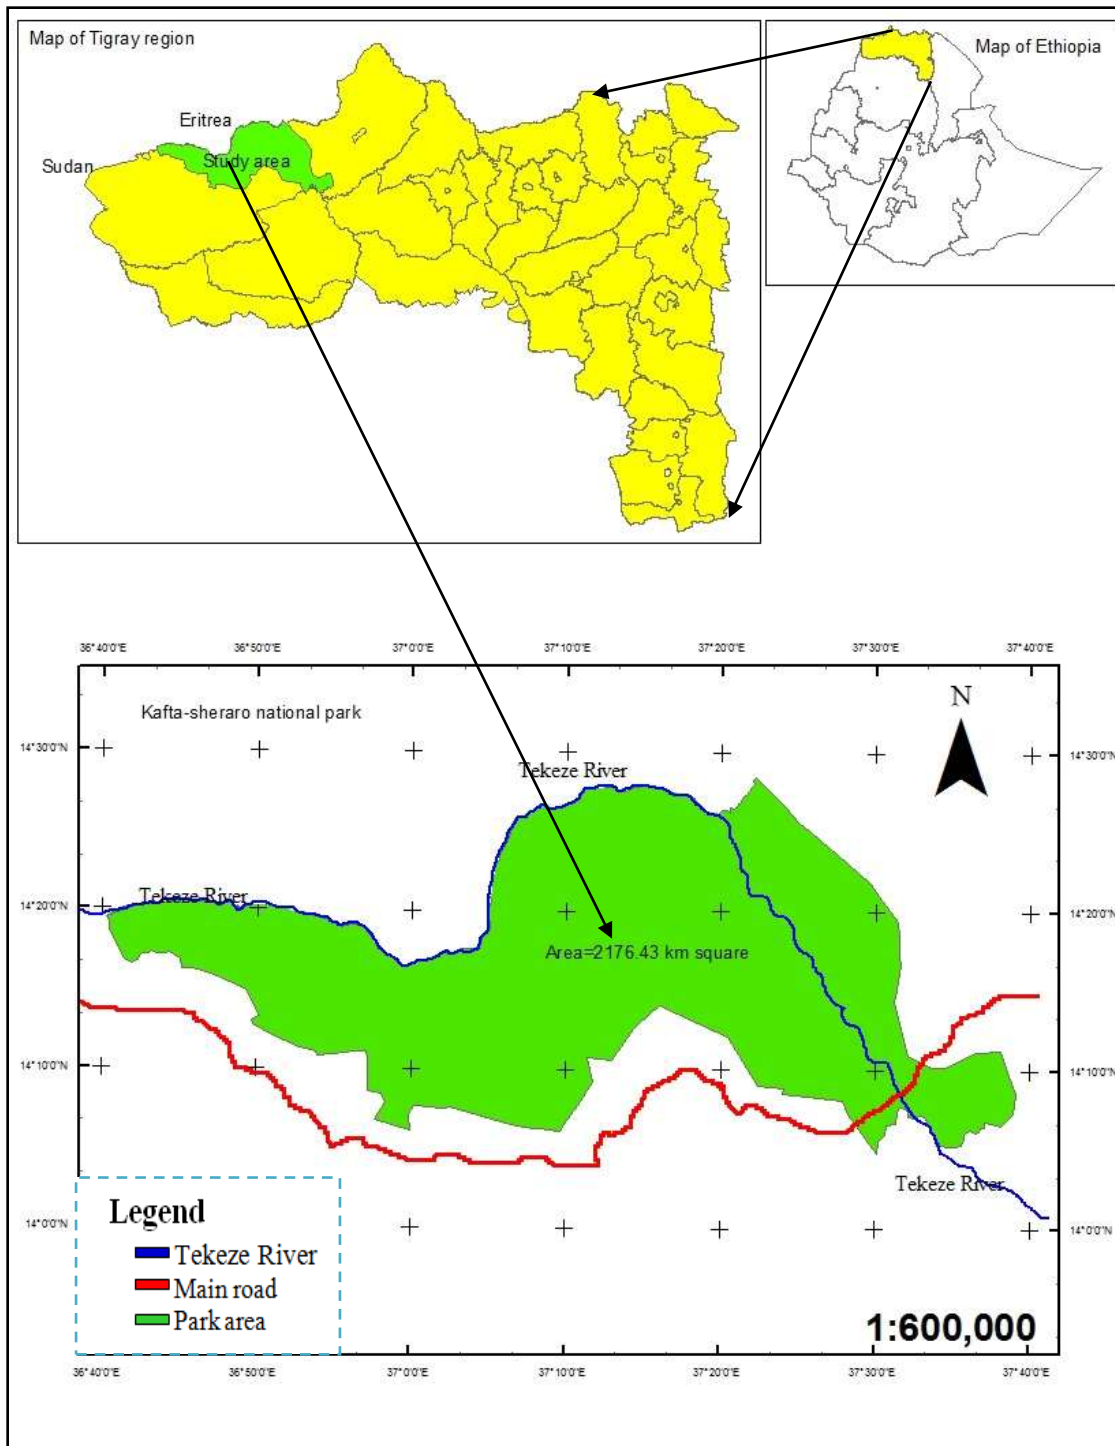 Map of Tigray region
Map of Ethiopia
Eritrea
Sudan
Study area
36°40'0"E 36°50'0"E 37°0'0"E 37°10'0"E 37°20'0"E 37°30'0"E 37°40'0"E
Kafta-sheraro national park
N
14°30'0"N 14°30'0"N
Tekeze River
Tekeze River
14°20'0"N 14°20'0"N
Area=2176.43 km square
14°10'0"N 14°10'0"N
Tekeze River
14°0'0"N 14°0'0"N
Legend
Tekeze River
Main road
Park area
1:600,000
36°40'0"E 36°50'0"E 37°0'0"E 37°10'0"E 37°20'0"E 37°30'0"E 37°40'0"E